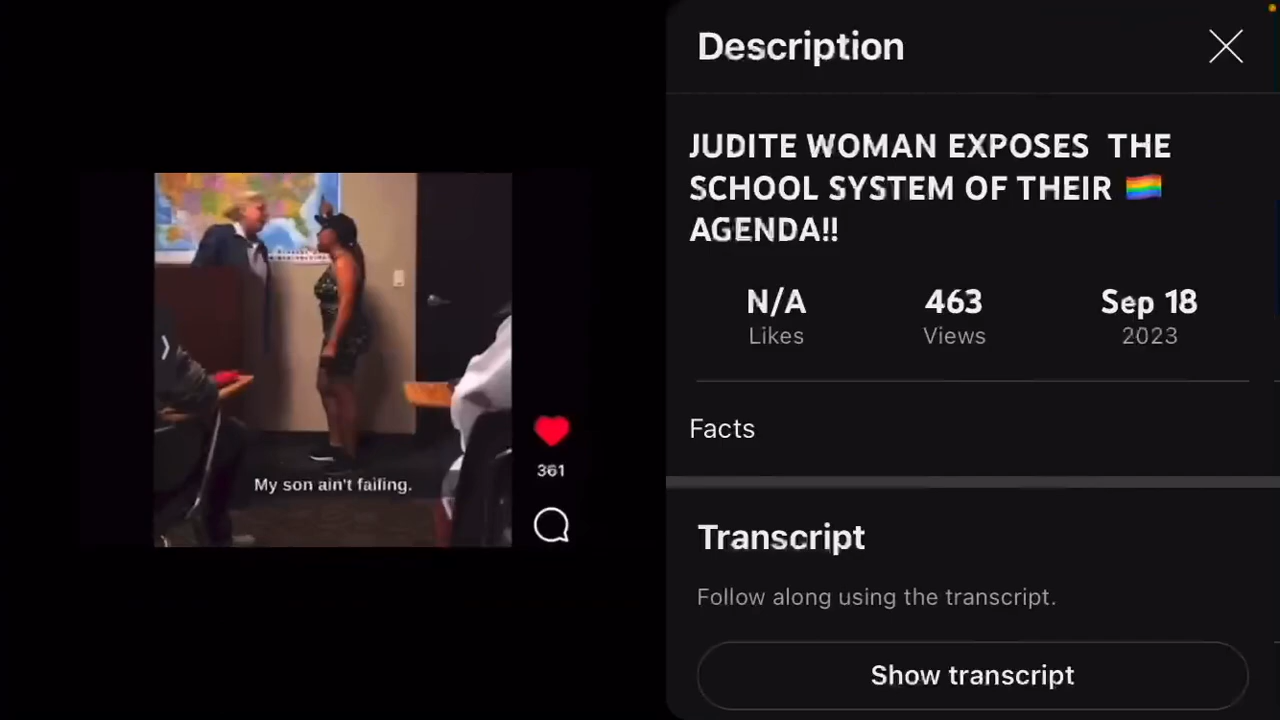 Description
JUDITE WOMAN EXPOSES THE
SCHOOL SYSTEM OF THEIR 🏳️‍🌈
AGENDA!!
N/A
463
Sep 18
Likes
Views
2023
Facts
361
My son ain't failing.
Transcript
Follow along using the transcript.
Show transcript